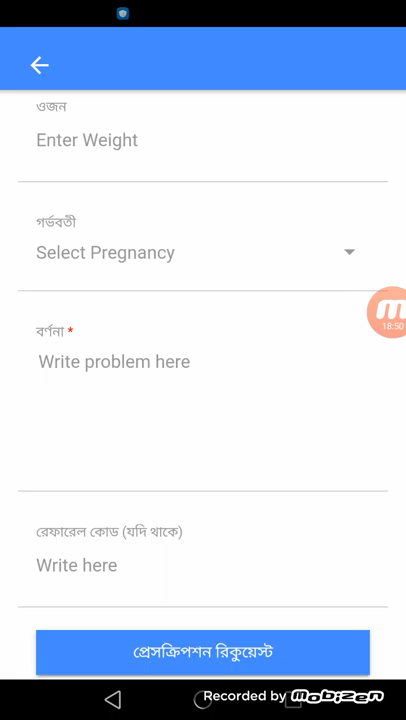 ওজন
Enter Weight
গর্ভবতী
Select Pregnancy
18:50
বর্ণনা *
Write problem here
রেফারেল কোড (যদি থাকে)
Write here
প্রেসক্রিপশন রিকুয়েস্ট
Recorded by mobizen